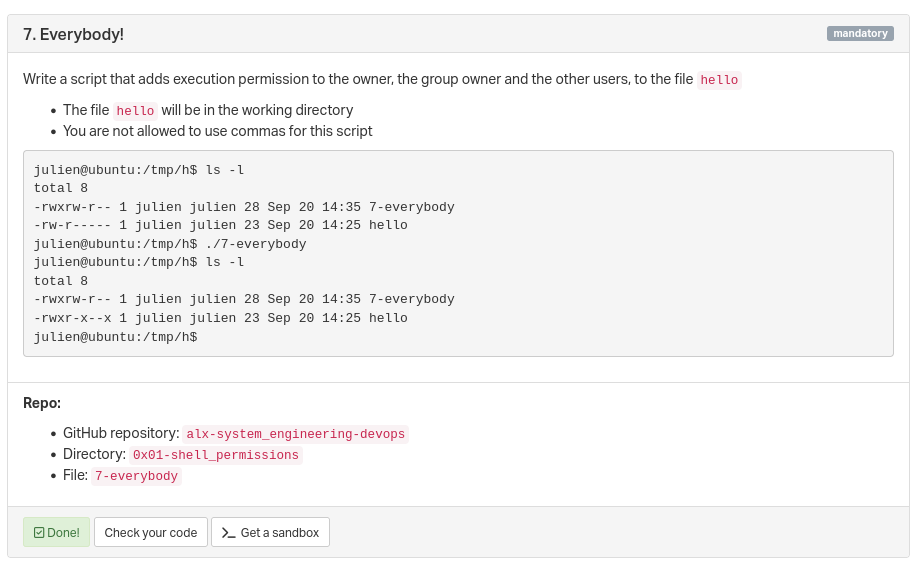 7. Everybody!
mandatory
Write a script that adds execution permission to the owner, the group owner and the other users, to the file hello
• The file hello will be in the working directory
• You are not allowed to use commas for this script
julien@ubuntu:/tmp/h$ ls -l
total 8
-rwxrw-r-- 1 julien julien 28 Sep 20 14:35 7-everybody
-rw-r----- 1 julien julien 23 Sep 20 14:25 hello
julien@ubuntu:/tmp/h$ ./7-everybody
julien@ubuntu:/tmp/h$ ls -l
total 8
-rwxrw-r-- 1 julien julien 28 Sep 20 14:35 7-everybody
-rwxr-x--x 1 julien julien 23 Sep 20 14:25 hello
julien@ubuntu:/tmp/h$
Repo:
• GitHub repository: alx-system_engineering-devops
• Directory: 0x01-shell_permissions
• File: 7-everybody
Done! Check your code Get a sandbox